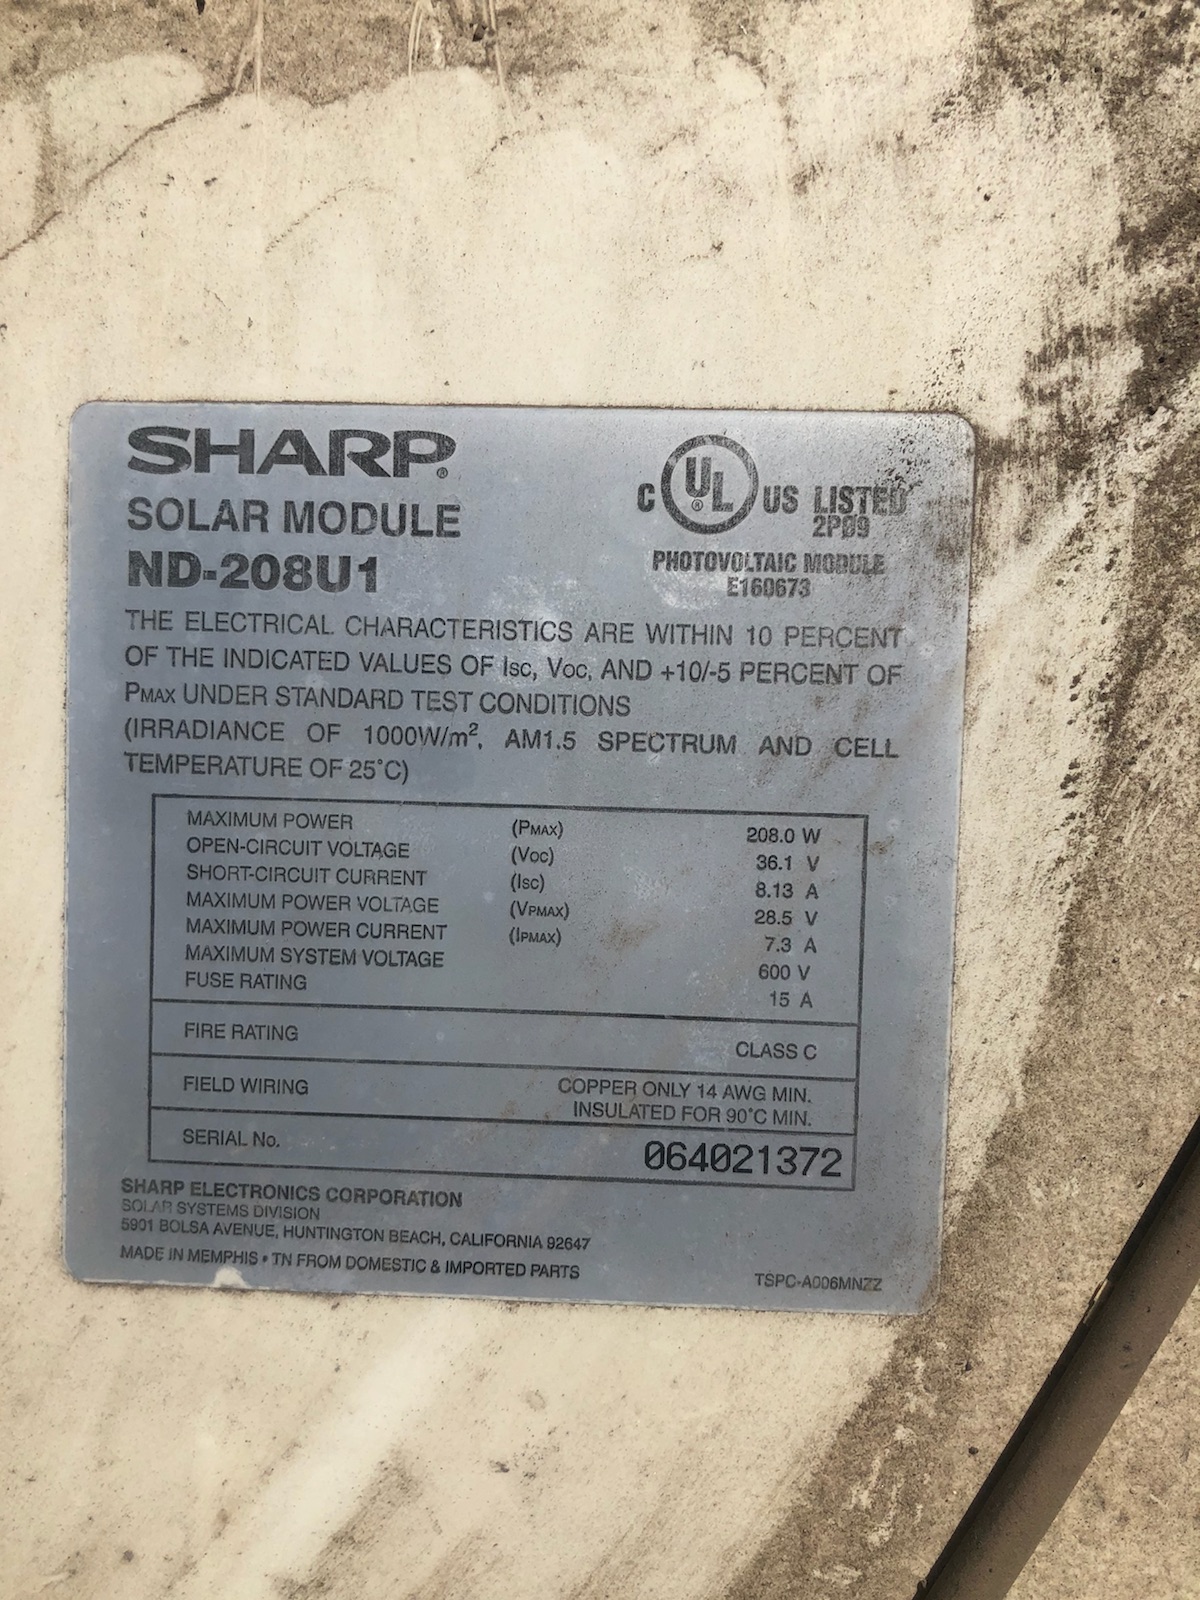 SHARP®
SOLAR MODULE
ND-208U1
C UL® US LISTED
2PØ9
PHOTOVOLTAIC MODULE
E160673
THE ELECTRICAL CHARACTERISTICS ARE WITHIN 10 PERCENT
OF THE INDICATED VALUES OF Isc, Voc, AND +10/-5 PERCENT OF
PMAX UNDER STANDARD TEST CONDITIONS
(IRRADIANCE OF 1000W/m², AM1.5 SPECTRUM AND CELL
TEMPERATURE OF 25°C)
MAXIMUM POWER (PMAX) 208.0 W
OPEN-CIRCUIT VOLTAGE (Voc) 36.1 V
SHORT-CIRCUIT CURRENT (Isc) 8.13 A
MAXIMUM POWER VOLTAGE (VPMAX) 28.5 V
MAXIMUM POWER CURRENT (IPMAX) 7.3 A
MAXIMUM SYSTEM VOLTAGE 600 V
FUSE RATING 15 A
FIRE RATING CLASS C
FIELD WIRING COPPER ONLY 14 AWG MIN.
INSULATED FOR 90°C MIN.
SERIAL No. 064021372
SHARP ELECTRONICS CORPORATION
SOLAR SYSTEMS DIVISION
5901 BOLSA AVENUE, HUNTINGTON BEACH, CALIFORNIA 92647
MADE IN MEMPHIS • TN FROM DOMESTIC & IMPORTED PARTS
TSPC-A006MNZZ